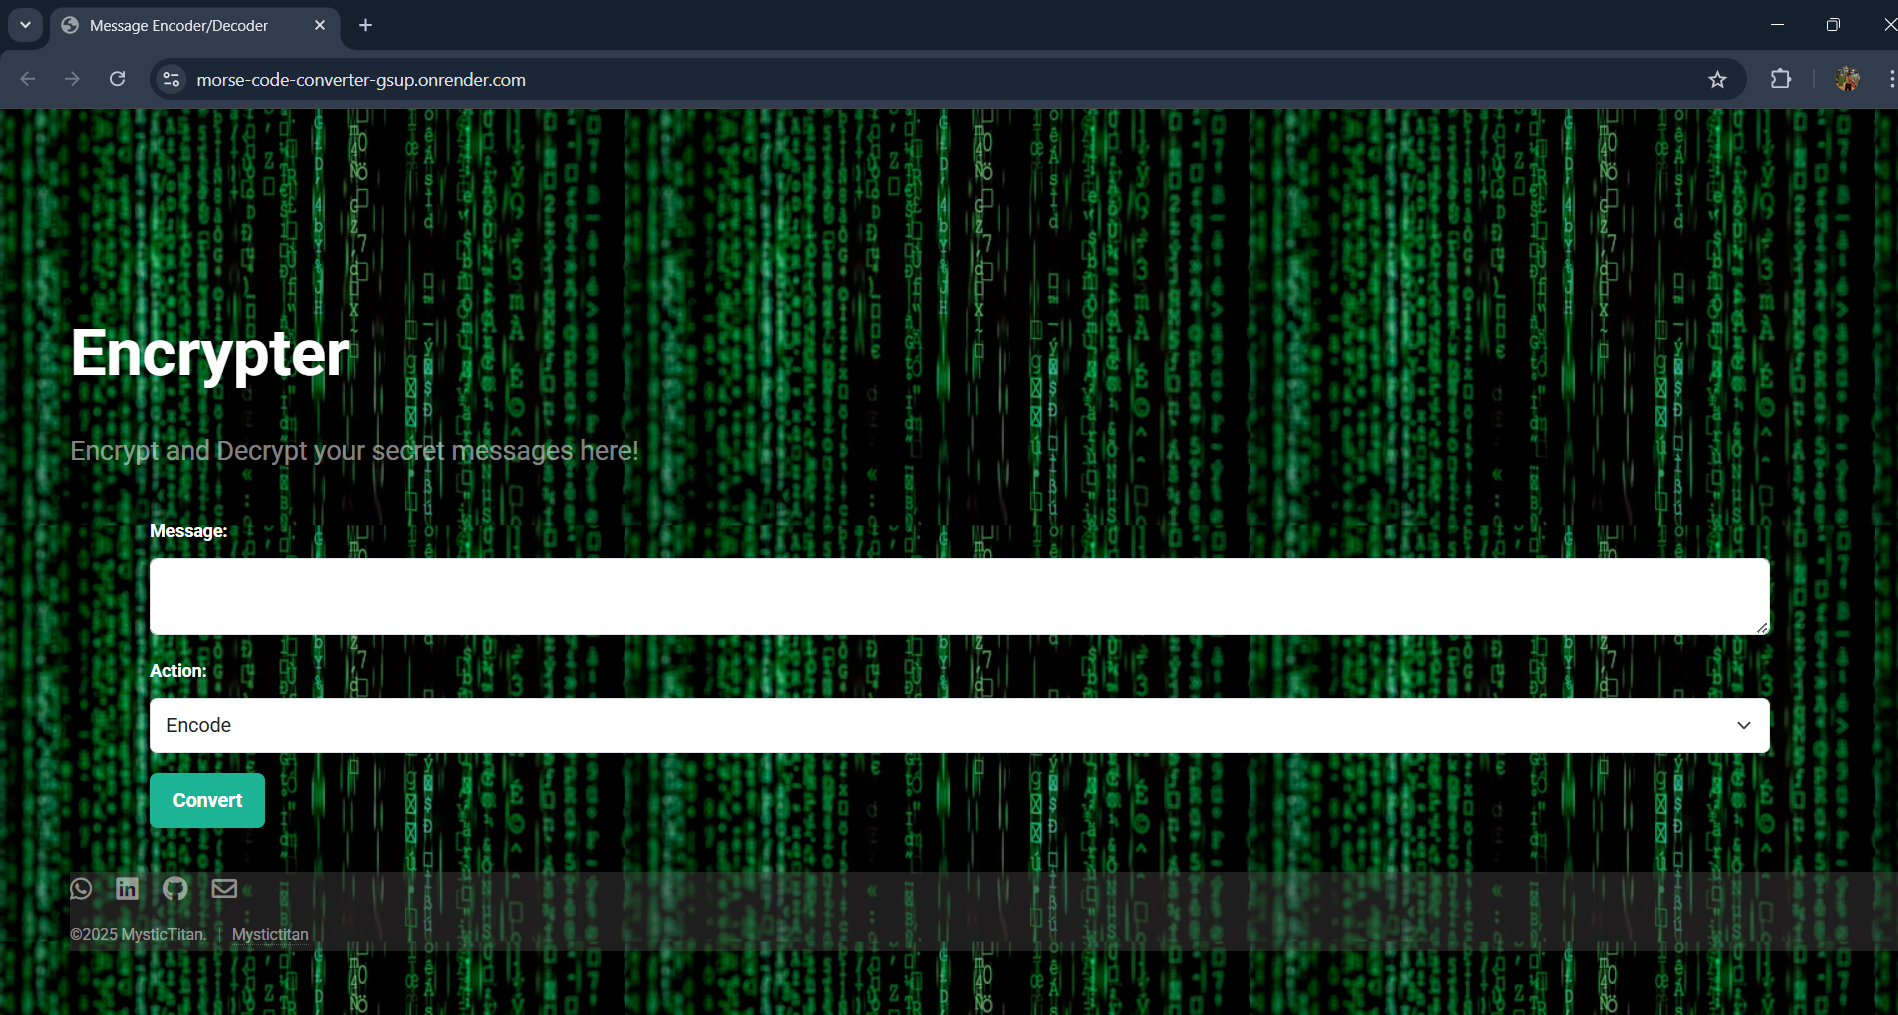 Message Encoder/Decoder
morse-code-converter-gsup.onrender.com
Encrypter
Encrypt and Decrypt your secret messages here!
Message:
Action:
Encode
Convert
©2025 MysticTitan. | Mystictitan